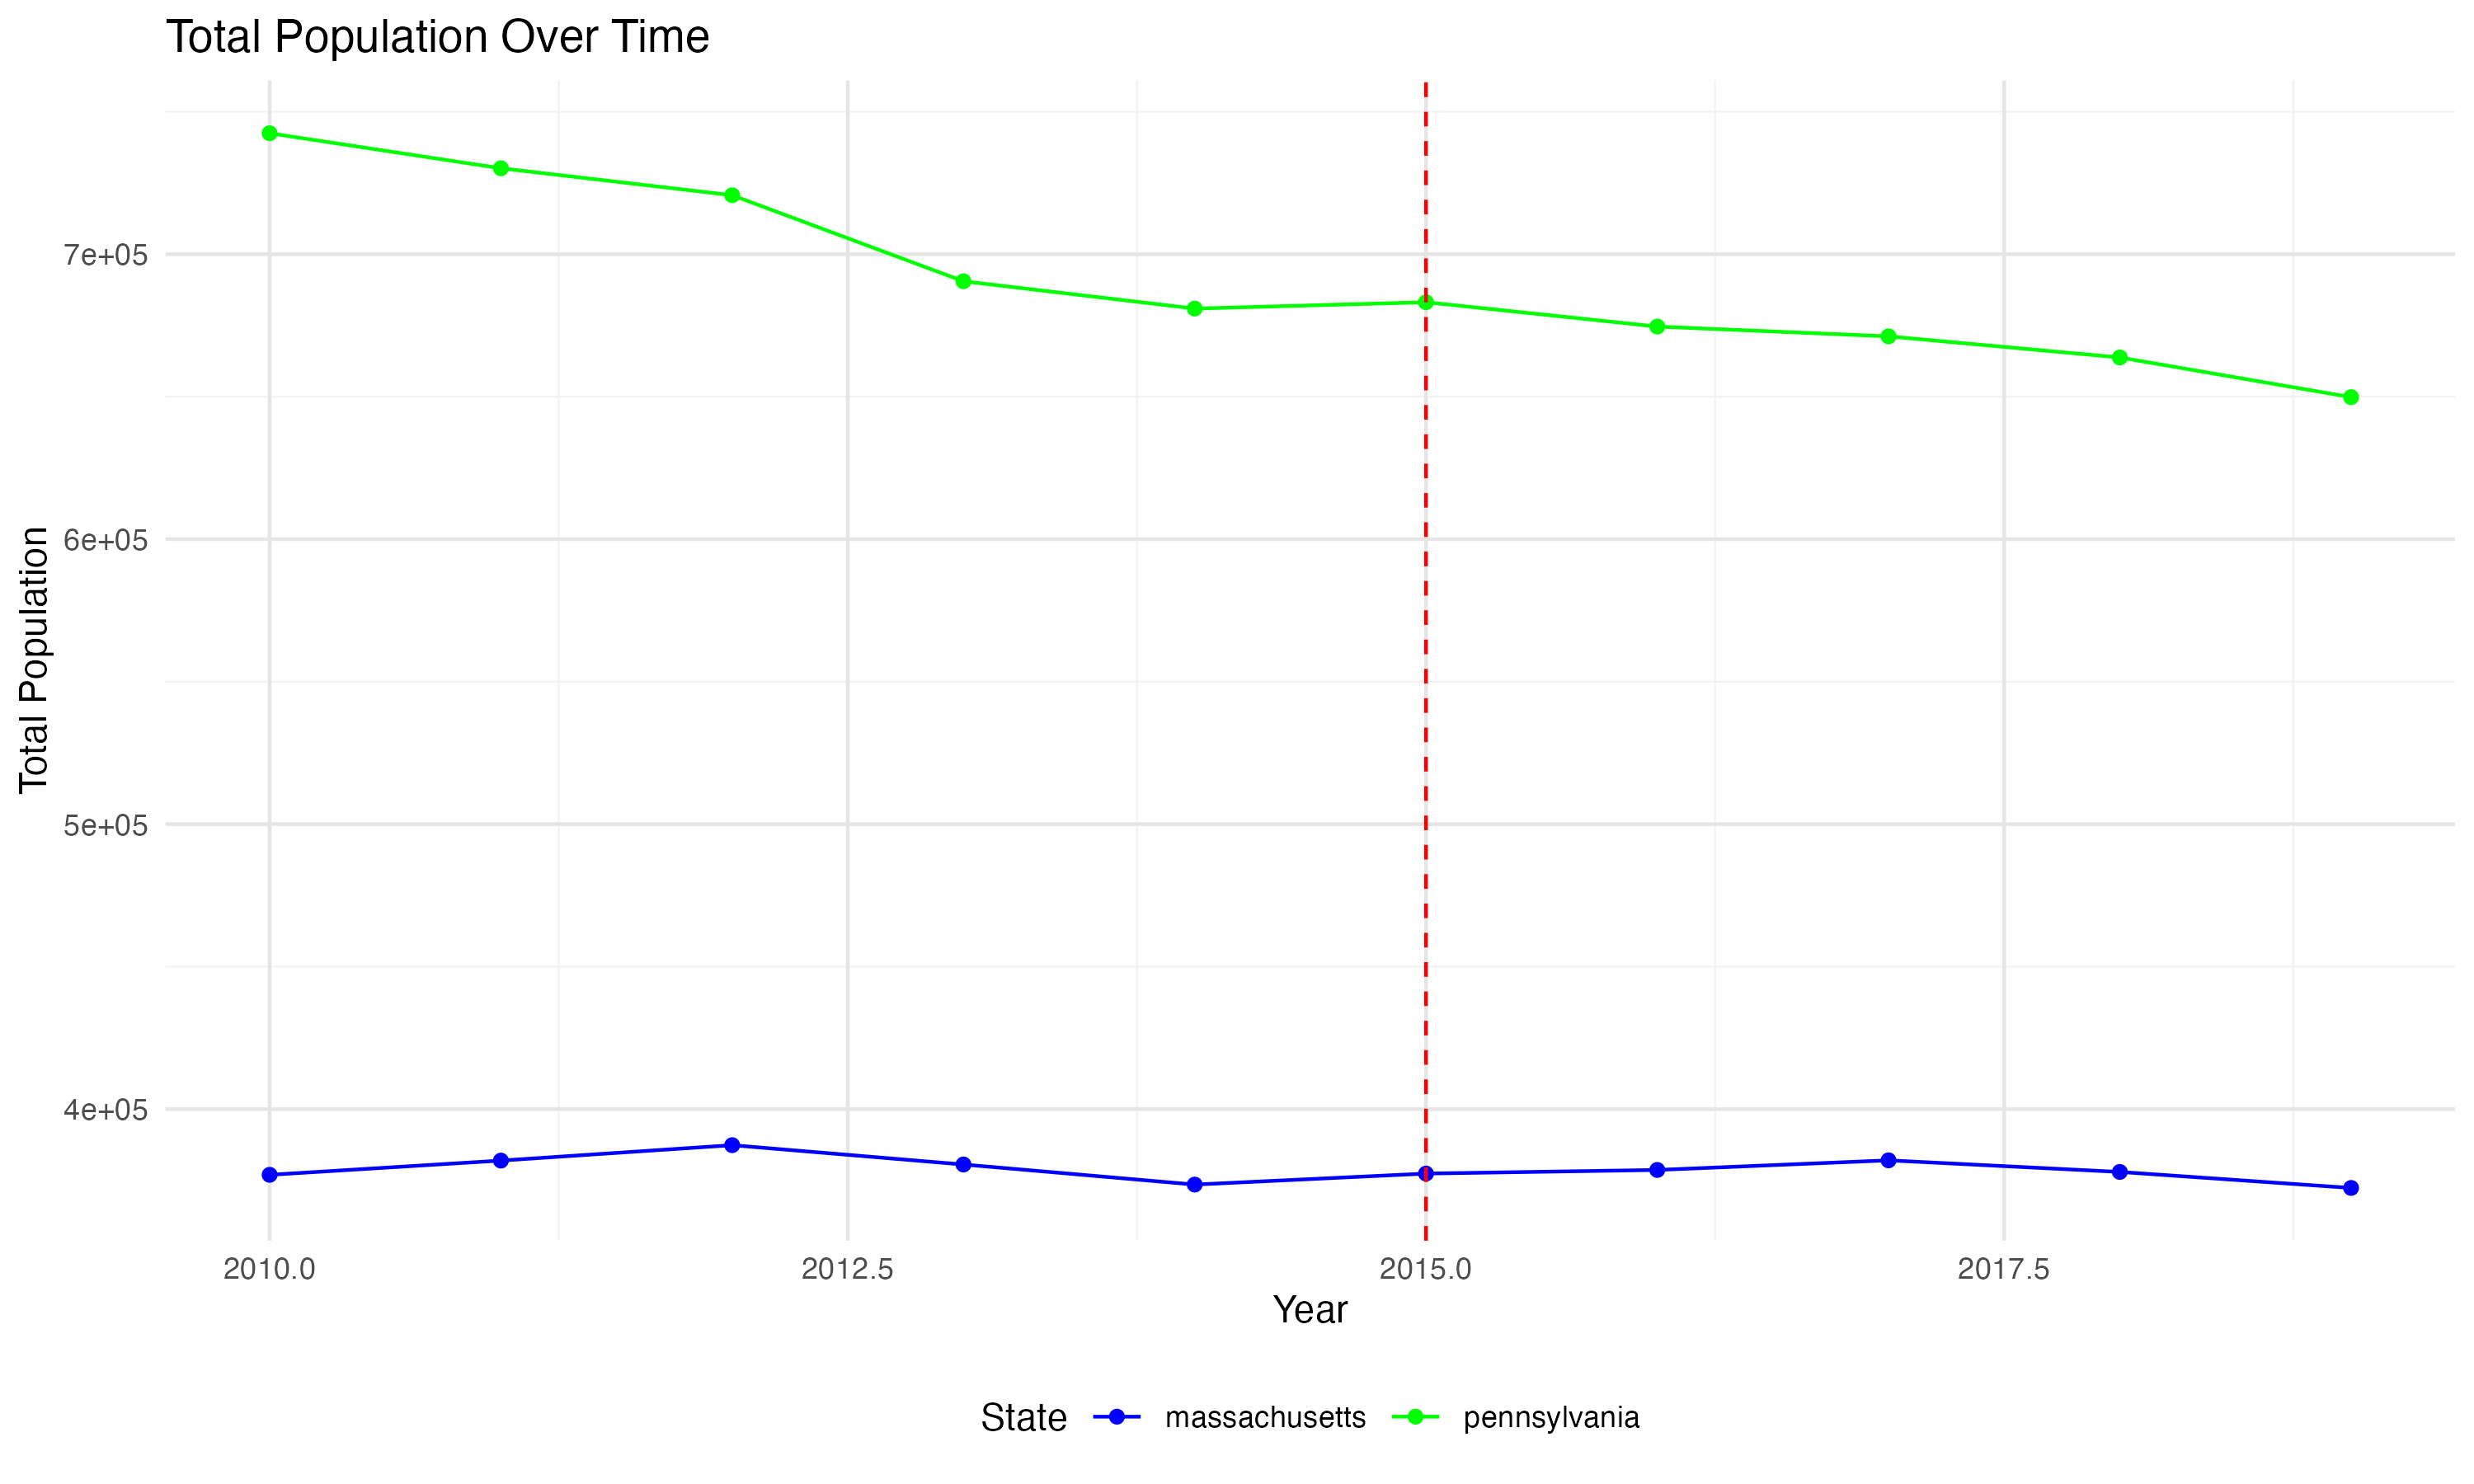 Total Population Over Time
Total Population
7e+05
6e+05
5e+05
4e+05
2010.0 2012.5 2015.0 2017.5
Year
State massachusetts pennsylvania